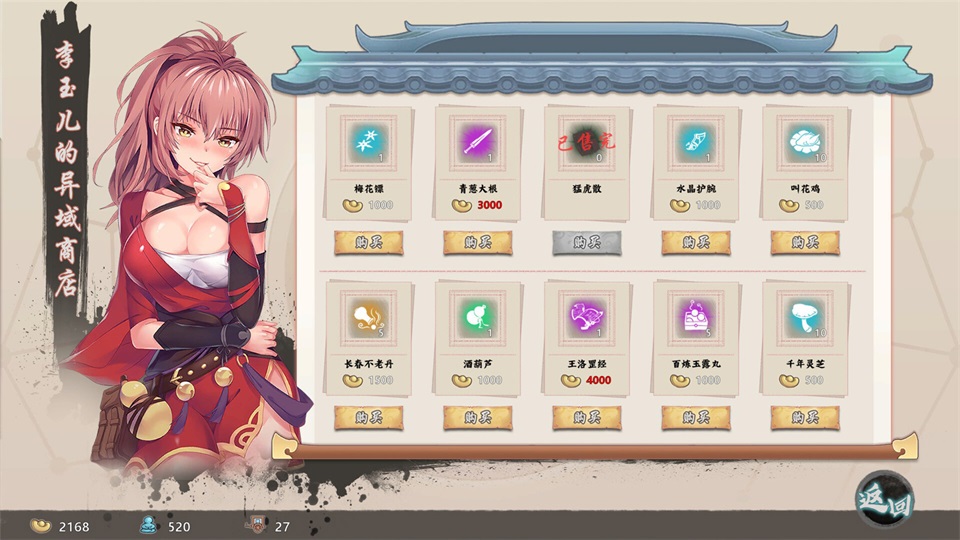 李玉儿的异域商店
1
1
已售完
0
1
10
梅花镖
青葱大根
猛虎散
水晶护腕
叫花鸡
1000
3000
1000
500
购买
购买
购买
购买
购买
5
1
1
5
10
长春不老丹
酒葫芦
王洛罡经
百炼玉露丸
千年灵芝
1500
1000
4000
1000
500
购买
购买
购买
购买
购买
返回
2168
520
27